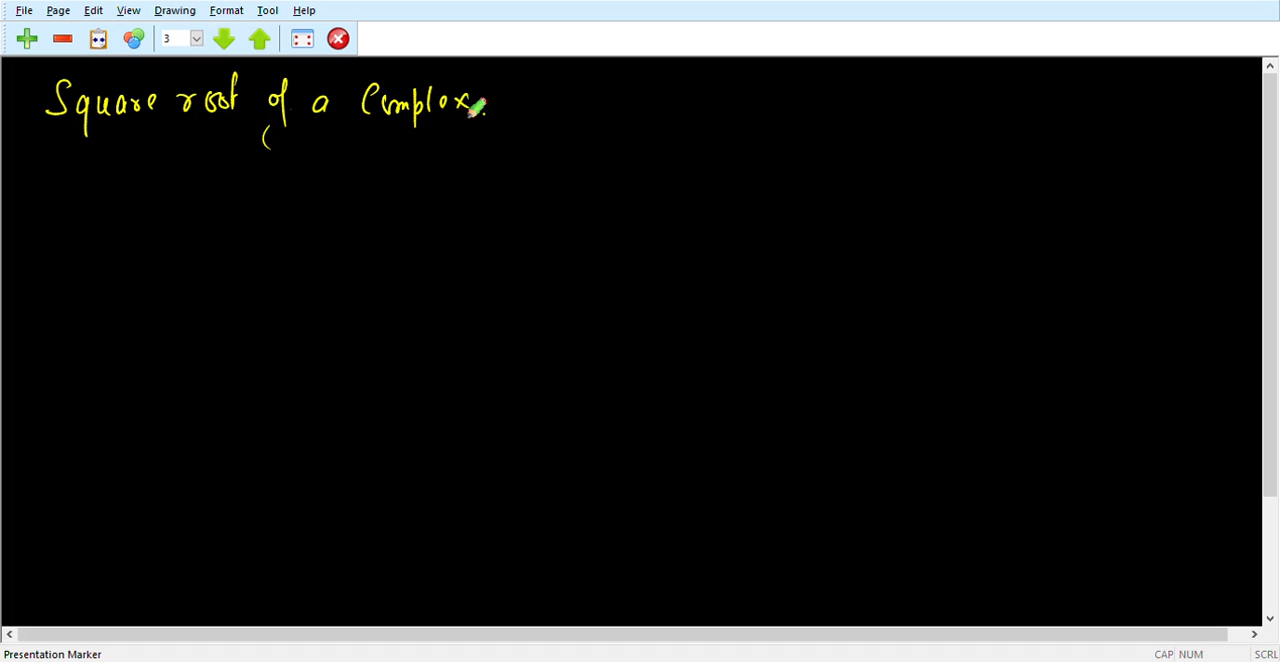 File Page Edit View Drawing Format Tool Help
3
Square root of a Complex
Presentation Marker CAP NUM SCRL